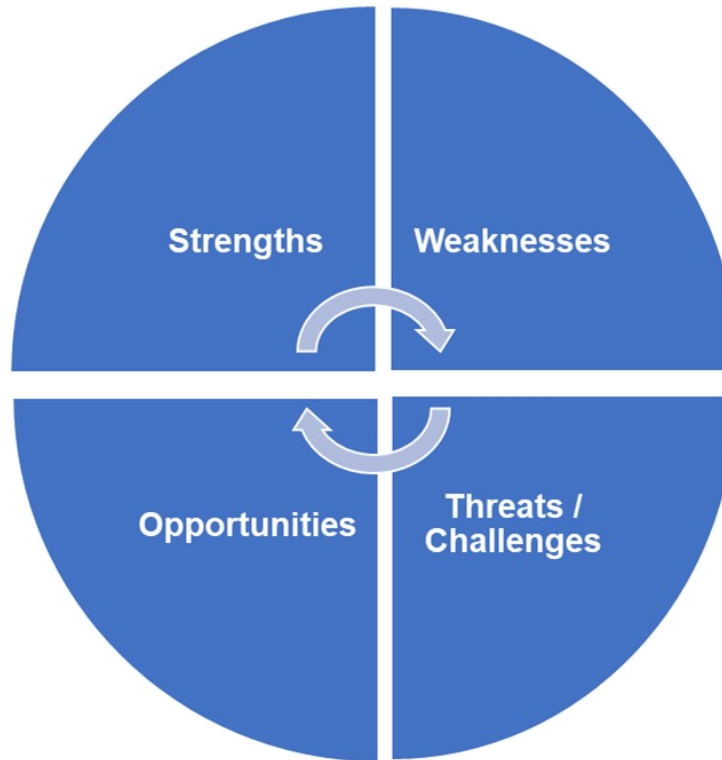 Strengths
Weaknesses
Opportunities
Threats /
Challenges